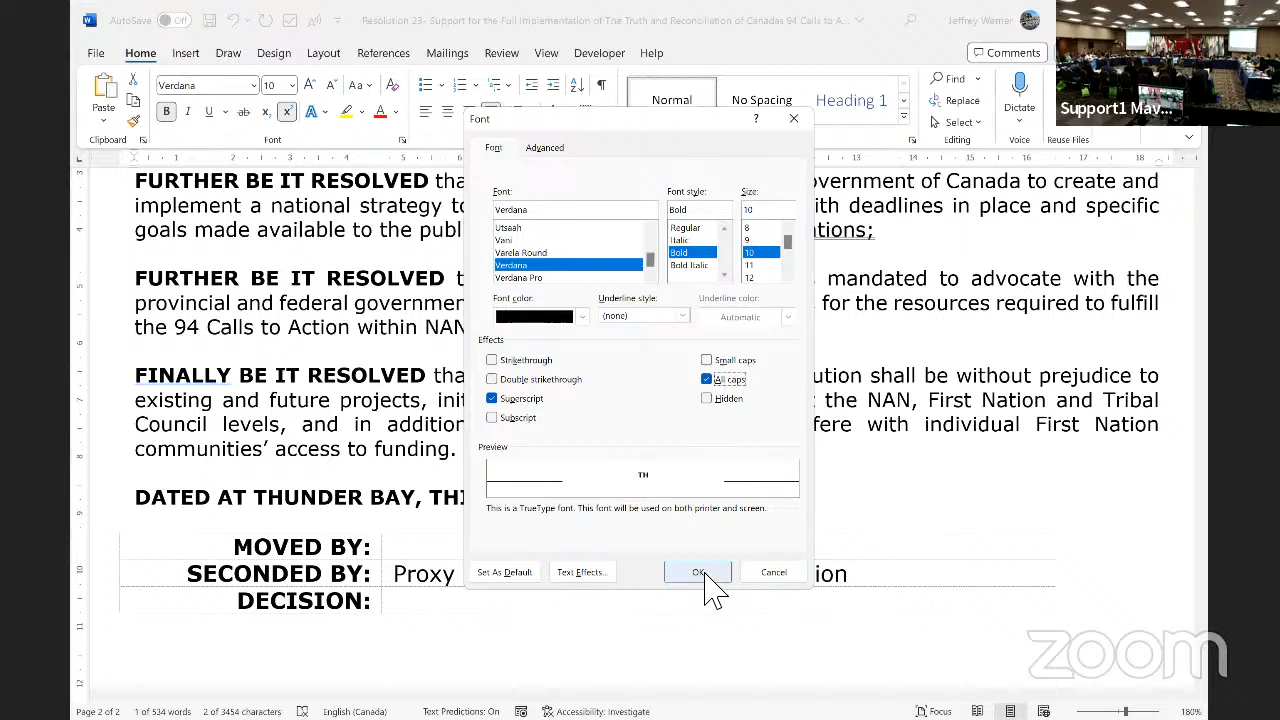 AutoSave Off Resolution 23- Support for the Full Implementation of The Truth and Reconciliation of Canadas 94 Calls to A... Jeffrey Werner
File Home Insert Draw Design Layout References Mailing View Developer Help Comments
Paste Verdana 10 Normal No Spacing Heading 1 Find Replace Select Dictate
Clipboard Font Editing Voice Reuse Files
Support1 Mav...
FURTHER BE IT RESOLVED tha
overnment of Canada to create and
implement a national strategy to
ith deadlines in place and specific
goals made available to the publ
ations;
FURTHER BE IT RESOLVED t
mandated to advocate with the
provincial and federal governmen
for the resources required to fulfill
the 94 Calls to Action within NAN
FINALLY BE IT RESOLVED tha
ution shall be without prejudice to
existing and future projects, init
the NAN, First Nation and Tribal
Council levels, and in addition
fere with individual First Nation
communities’ access to funding.
DATED AT THUNDER BAY, THI
MOVED BY:
SECONDED BY: Proxy
ion
DECISION:
Font
Font Advanced
Font: Font style: Size:
Verdana Bold 10
Utsaah Regular 8
Vani Italic 9
Varela Round Bold 10
Verdana Bold Italic 11
Verdana Pro 12
Font color: Underline style: Underline color:
(none) Automatic
Effects
Strikethrough Small caps
Double strikethrough All caps
Superscript Hidden
Subscript
Preview
TH
This is a TrueType font. This font will be used on both printer and screen.
Set As Default Text Effects... OK Cancel
zoom
Page 2 of 2 1 of 534 words 2 of 3454 characters English (Canada) Text Predictions: On Accessibility: Investigate Focus 180%